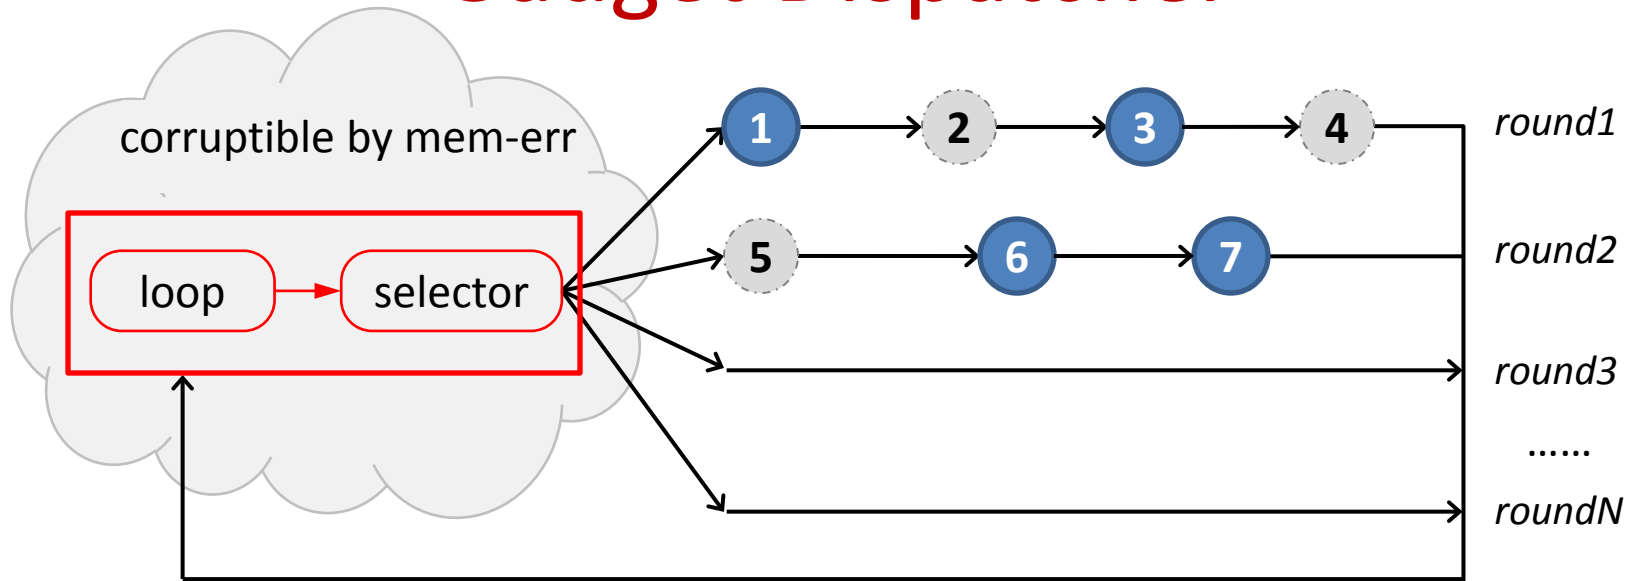 corruptible by mem-err
loop
selector
1
2
3
4
round1
5
6
7
round2
round3
......
roundN